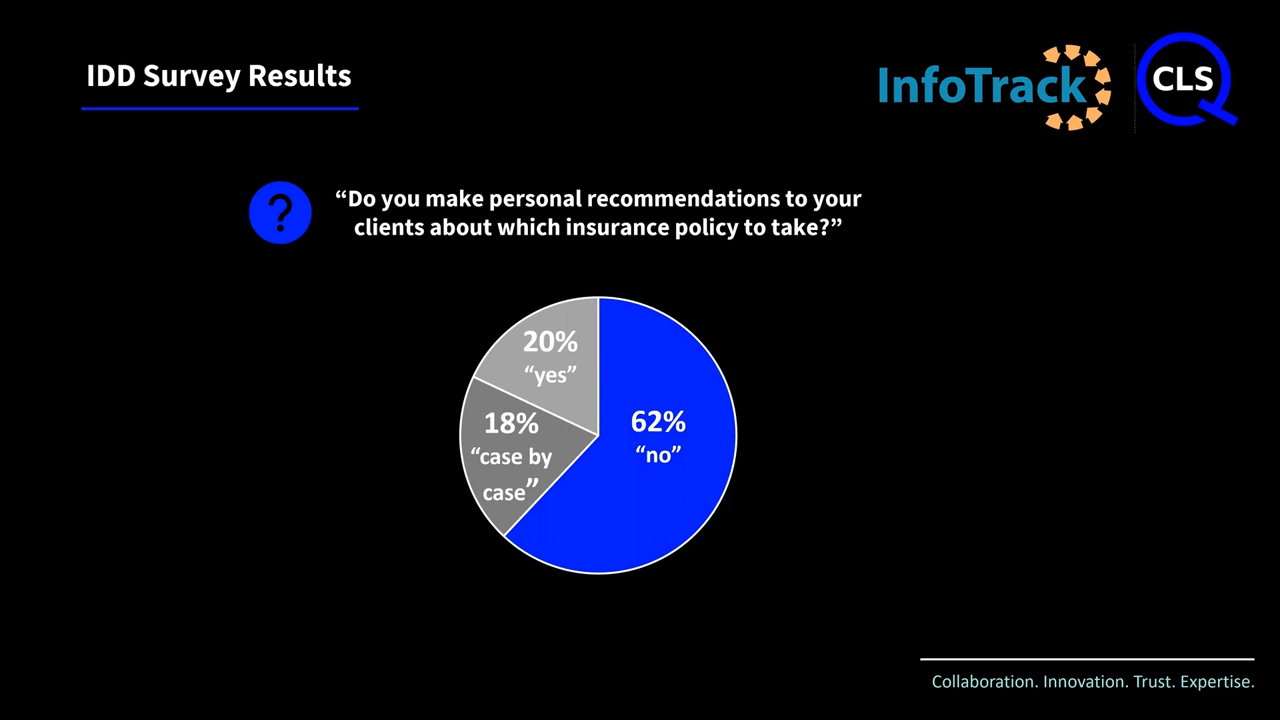 IDD Survey Results
InfoTrack
CLS
?
“Do you make personal recommendations to your
clients about which insurance policy to take?”
20%
“yes”
18%
“case by
case”
62%
“no”
Collaboration. Innovation. Trust. Expertise.